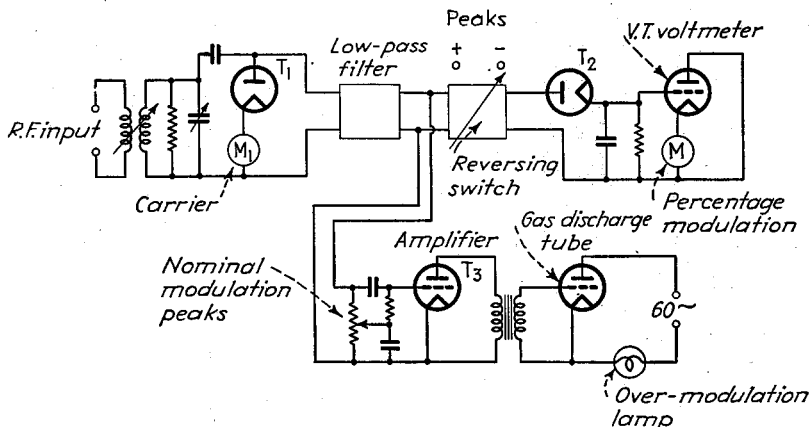 Peaks
+ −
Low-pass
filter
T1
T2
V.T. voltmeter
R.F. input
M1
M
Carrier
Reversing
switch
Percentage
modulation
Amplifier
Gas discharge
tube
T3
Nominal
modulation
peaks
60~
Over-modulation
lamp